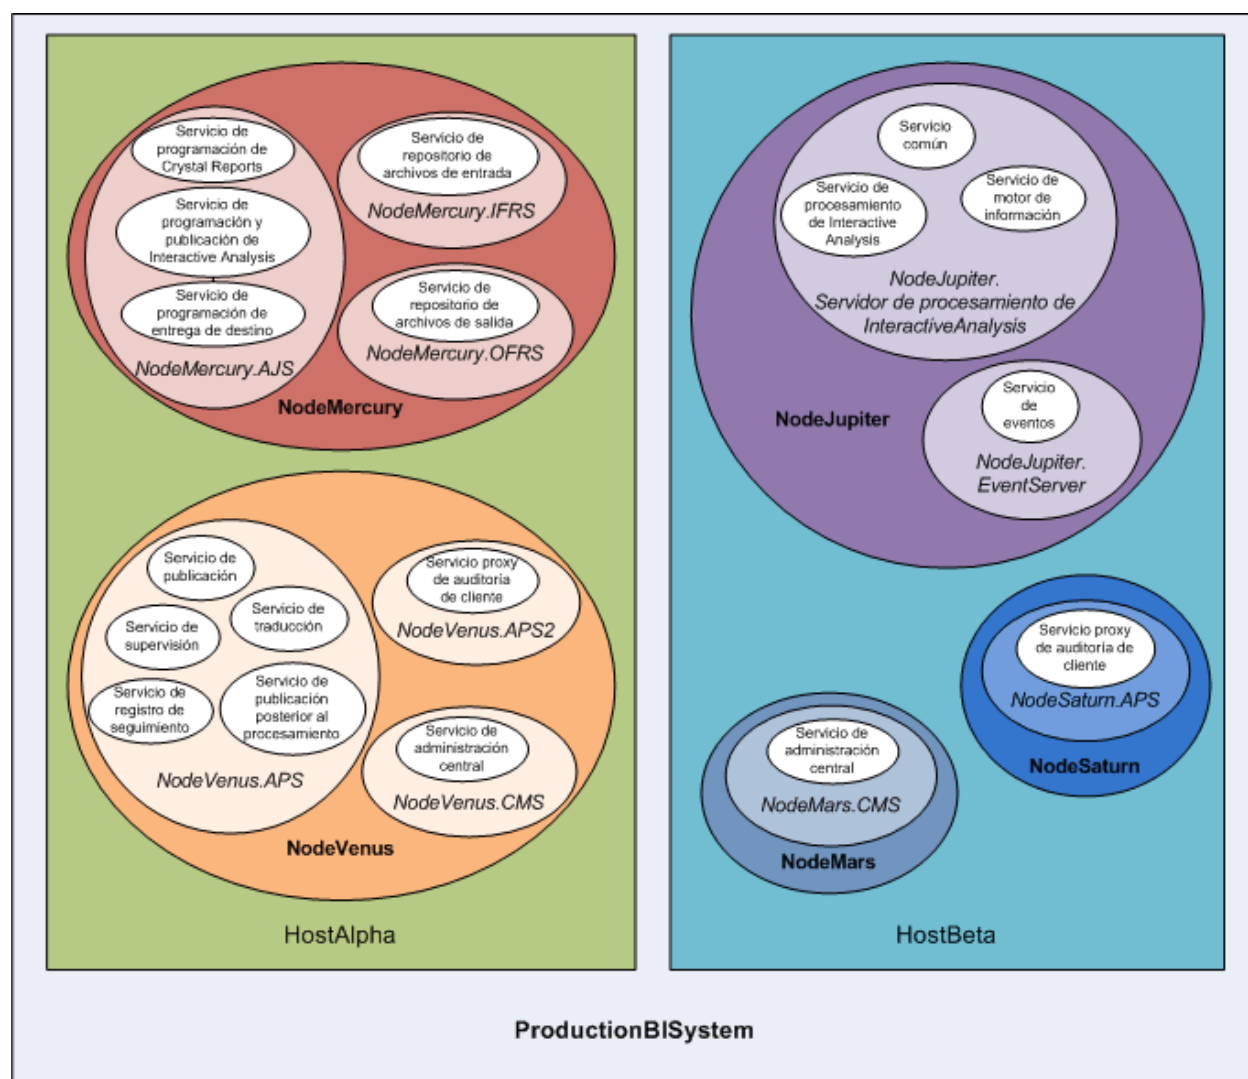 Servicio de
programación de
Crystal Reports
Servicio de
programación y
publicación de
Interactive Analysis
Servicio de
programación de
entrega de destino
NodeMercury.AJS
Servicio de
repositorio de
archivos de entrada
NodeMercury.IFRS
Servicio de
repositorio de
archivos de salida
NodeMercury.OFRS
NodeMercury
Servicio de
publicación
Servicio de
traducción
Servicio de
supervisión
Servicio de
registro de
seguimiento
Servicio de
publicación
posterior al
procesamiento
NodeVenus.APS
Servicio proxy
de auditoría
de cliente
NodeVenus.APS2
Servicio de
administración
central
NodeVenus.CMS
NodeVenus
HostAlpha
Servicio
común
Servicio de
procesamiento
de Interactive
Analysis
Servicio de
motor de
información
NodeJupiter.
Servidor de procesamiento de
InteractiveAnalysis
Servicio
de
eventos
NodeJupiter.
EventServer
NodeJupiter
Servicio proxy
de auditoría de
cliente
NodeSaturn.APS
NodeSaturn
Servicio de
administración
central
NodeMars.CMS
NodeMars
HostBeta
ProductionBISystem